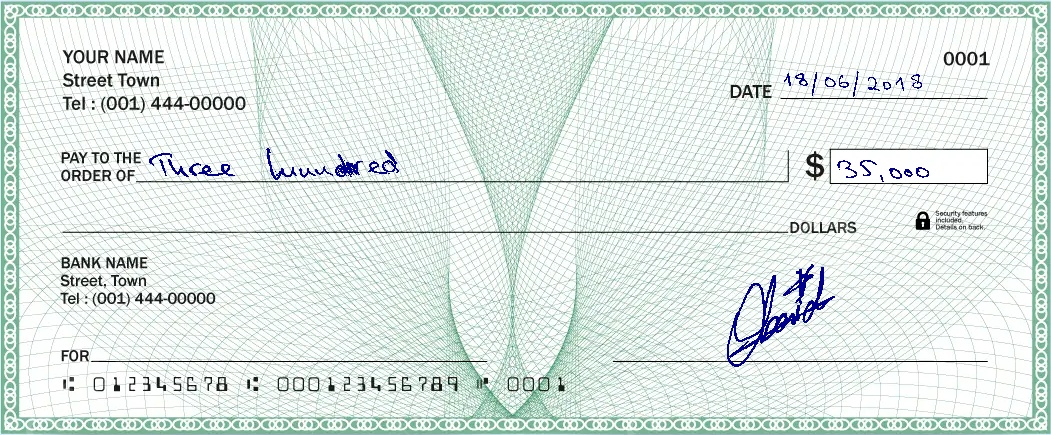 YOUR NAME
Street Town
Tel : (001) 444-00000
0001
DATE 18/06/2018
PAY TO THE
ORDER OF Three hundred
$ 35,000
DOLLARS
Security features
included.
Details on back.
BANK NAME
Street, Town
Tel : (001) 444-00000
FOR
⑆ 012345678 ⑆ 000123456789 ⑈ 0001